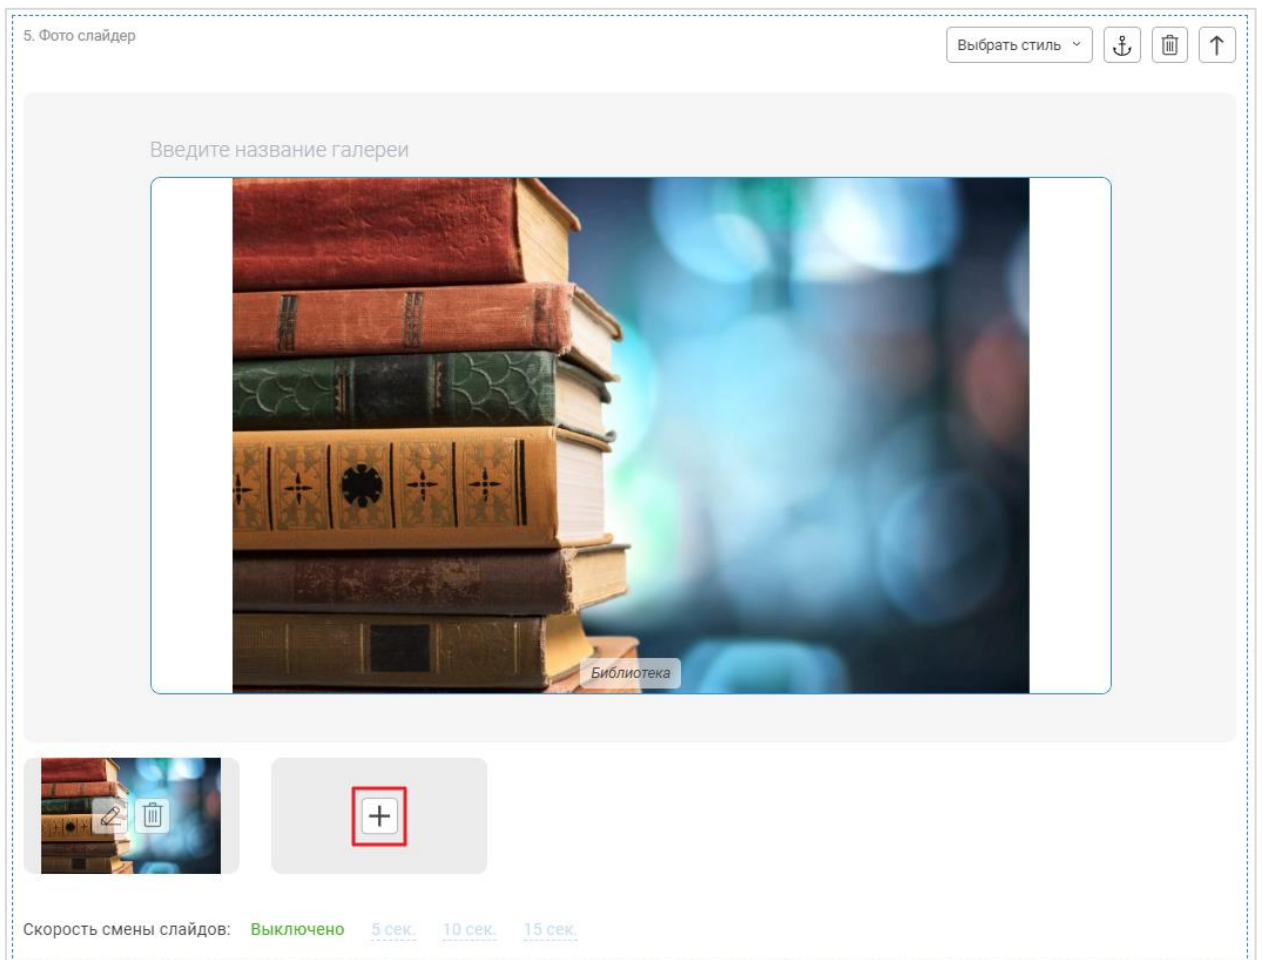 5. Фото слайдер
Выбрать стиль
Введите название галереи
Библиотека
Скорость смены слайдов: Выключено 5 сек. 10 сек. 15 сек.